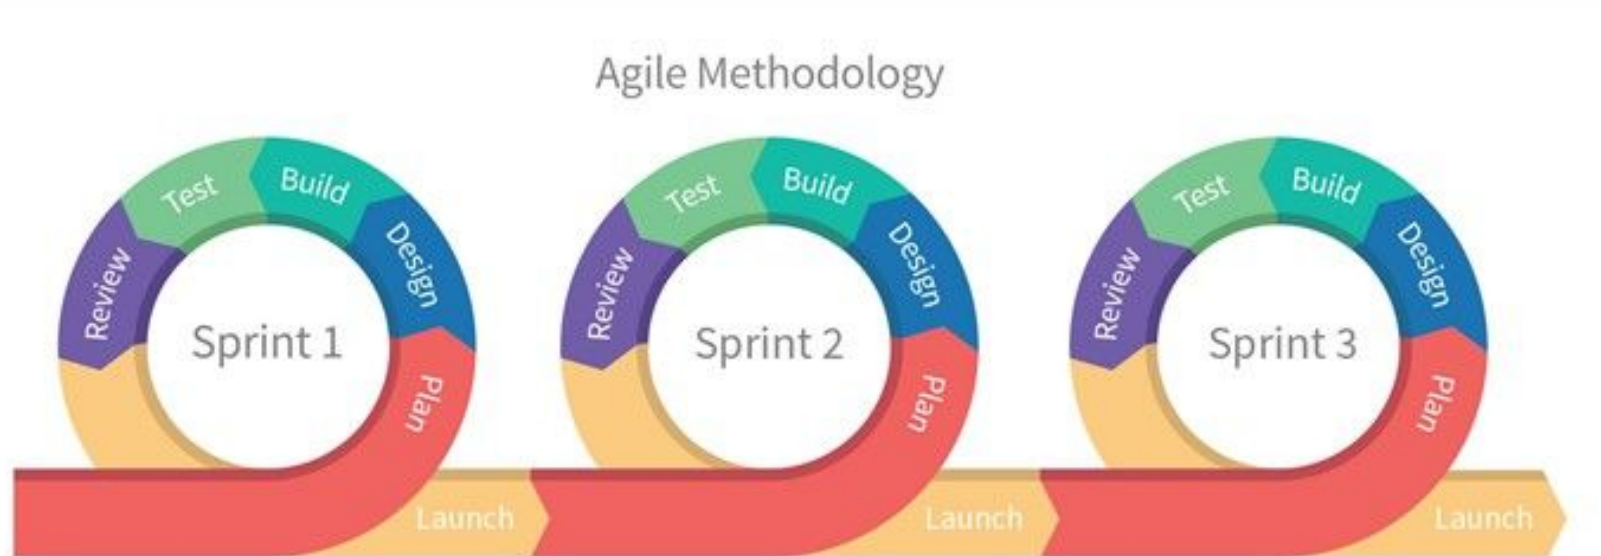 Agile Methodology
Plan
Design
Build
Test
Review
Sprint 1
Launch
Plan
Design
Build
Test
Review
Sprint 2
Launch
Plan
Design
Build
Test
Review
Sprint 3
Launch